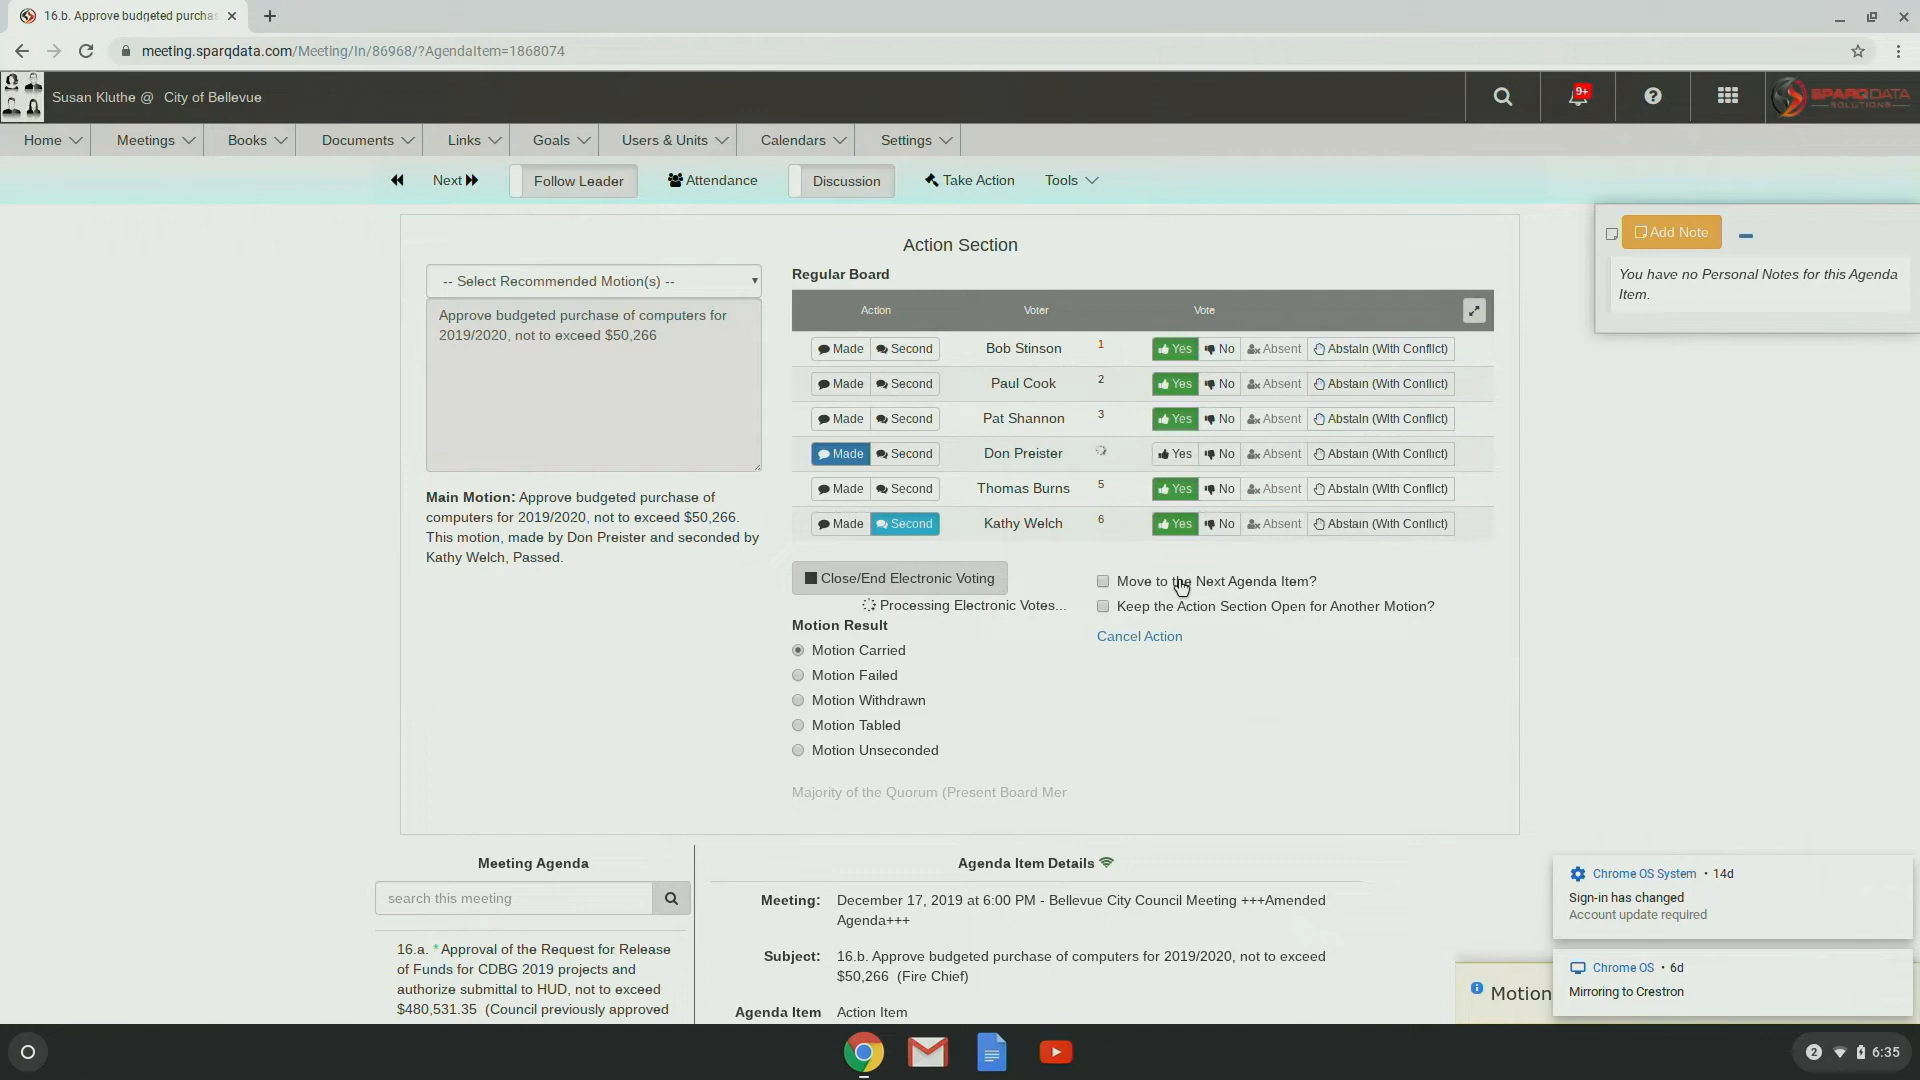 16.b. Approve budgeted purcha
meeting.sparqdata.com/Meeting/In/86968/?AgendaItem=1868074
Susan Kluthe @ City of Bellevue
9+
SPARQDATA
SOLUTIONS
Home Meetings Books Documents Links Goals Users & Units Calendars Settings
Next Follow Leader Attendance Discussion Take Action Tools
Add Note
You have no Personal Notes for this Agenda
Item.
Action Section
-- Select Recommended Motion(s) --
Approve budgeted purchase of computers for
2019/2020, not to exceed $50,266
Main Motion: Approve budgeted purchase of
computers for 2019/2020, not to exceed $50,266.
This motion, made by Don Preister and seconded by
Kathy Welch, Passed.
Regular Board
Action Voter Vote
Made Second Bob Stinson 1 Yes No Absent Abstain (With Conflict)
Made Second Paul Cook 2 Yes No Absent Abstain (With Conflict)
Made Second Pat Shannon 3 Yes No Absent Abstain (With Conflict)
Made Second Don Preister Yes No Absent Abstain (With Conflict)
Made Second Thomas Burns 5 Yes No Absent Abstain (With Conflict)
Made Second Kathy Welch 6 Yes No Absent Abstain (With Conflict)
Close/End Electronic Voting
Processing Electronic Votes...
Move to the Next Agenda Item?
Keep the Action Section Open for Another Motion?
Cancel Action
Motion Result
Motion Carried
Motion Failed
Motion Withdrawn
Motion Tabled
Motion Unseconded
Majority of the Quorum (Present Board Mer
Meeting Agenda
search this meeting
16.a. * Approval of the Request for Release
of Funds for CDBG 2019 projects and
authorize submittal to HUD, not to exceed
$480,531.35 (Council previously approved
Agenda Item Details
Meeting: December 17, 2019 at 6:00 PM - Bellevue City Council Meeting +++Amended
Agenda+++
Subject: 16.b. Approve budgeted purchase of computers for 2019/2020, not to exceed
$50,266 (Fire Chief)
Agenda Item Action Item
Motion
Chrome OS System • 14d
Sign-in has changed
Account update required
Chrome OS • 6d
Mirroring to Crestron
2 6:35